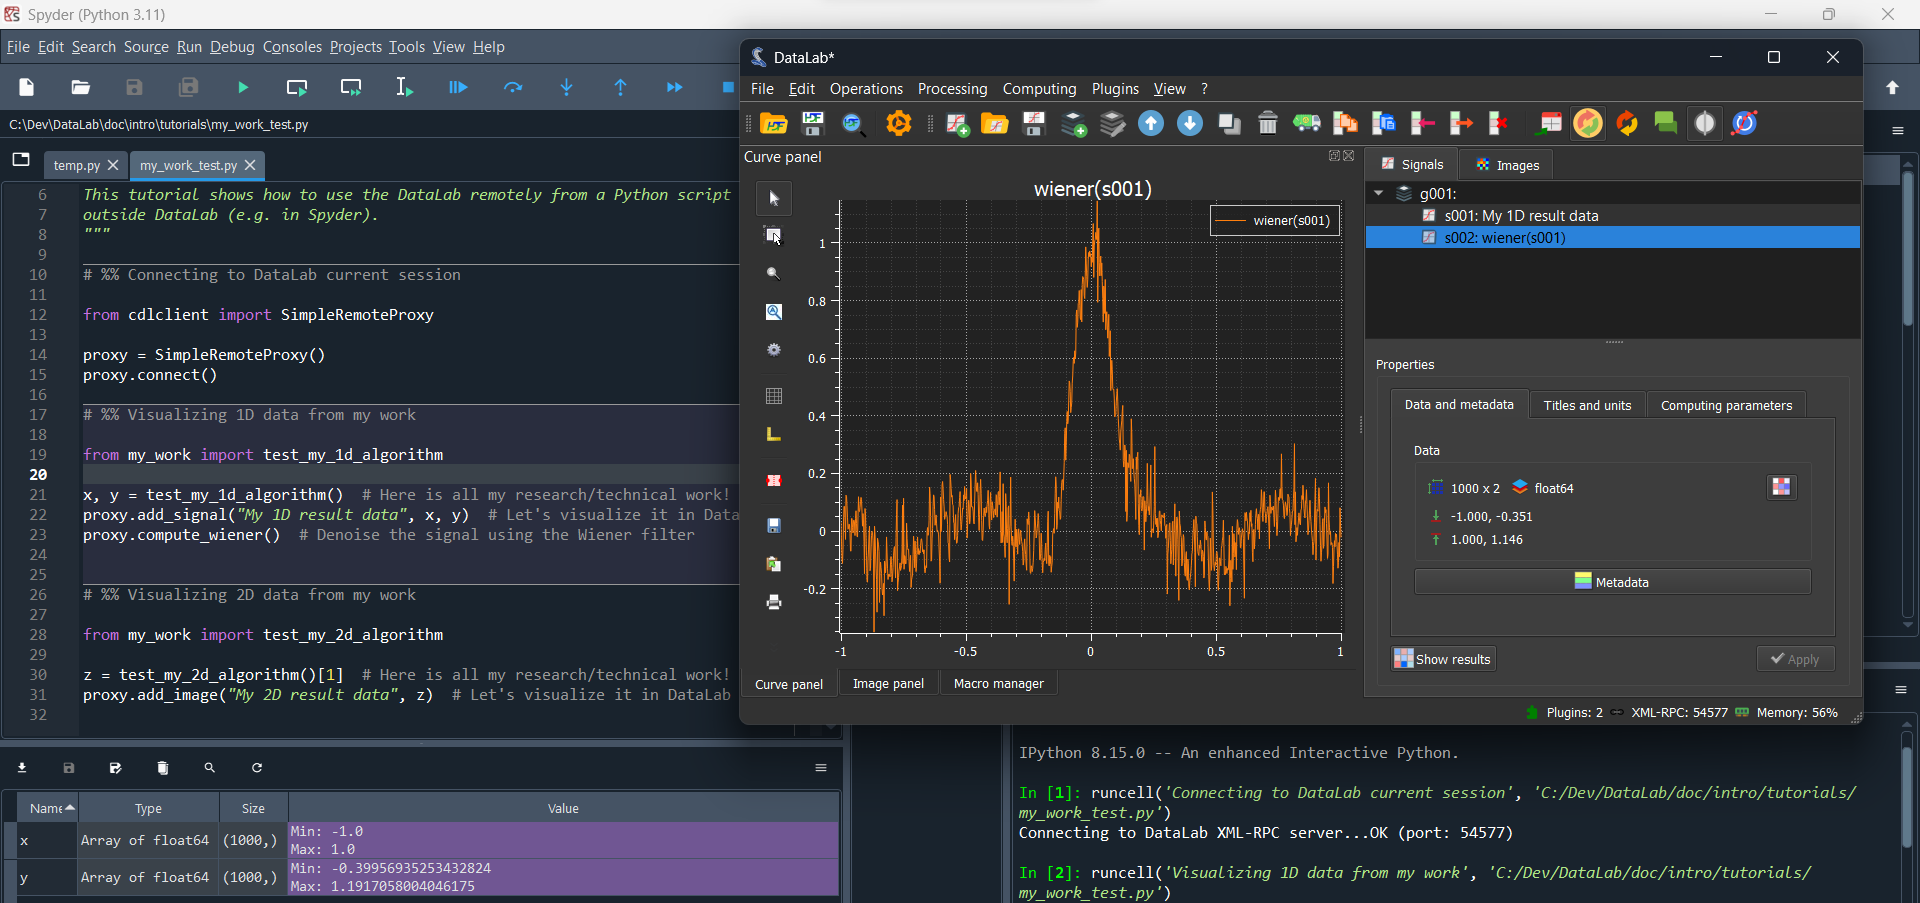 Spyder (Python 3.11)
File Edit Search Source Run Debug Consoles Projects Tools View Help
C:\Dev\DataLab\doc\intro\tutorials\my_work_test.py
temp.py
my_work_test.py
6 This tutorial shows how to use the DataLab remotely from a Python script
7 outside DataLab (e.g. in Spyder).
8 """
9
10 # %% Connecting to DataLab current session
11
12 from cdlclient import SimpleRemoteProxy
13
14 proxy = SimpleRemoteProxy()
15 proxy.connect()
16
17 # %% Visualizing 1D data from my work
18
19 from my_work import test_my_1d_algorithm
20
21 x, y = test_my_1d_algorithm()  # Here is all my research/technical work!
22 proxy.add_signal("My 1D result data", x, y)  # Let's visualize it in Data
23 proxy.compute_wiener()  # Denoise the signal using the Wiener filter
24
25
26 # %% Visualizing 2D data from my work
27
28 from my_work import test_my_2d_algorithm
29
30 z = test_my_2d_algorithm()[1]  # Here is all my research/technical work!
31 proxy.add_image("My 2D result data", z)  # Let's visualize it in DataLab
32
Name Type Size Value
x Array of float64 (1000,) Min: -1.0
Max: 1.0
y Array of float64 (1000,) Min: -0.39956935253432824
Max: 1.1917058004046175
DataLab*
File Edit Operations Processing Computing Plugins View ?
Curve panel
wiener(s001)
wiener(s001)
1
0.8
0.6
0.4
0.2
0
-0.2
-1 -0.5 0 0.5 1
Curve panel Image panel Macro manager
Signals Images
g001:
s001: My 1D result data
s002: wiener(s001)
Properties
Data and metadata Titles and units Computing parameters
Data
1000 x 2 float64
-1.000, -0.351
1.000, 1.146
Metadata
Show results Apply
Plugins: 2 XML-RPC: 54577 Memory: 56%
IPython 8.15.0 -- An enhanced Interactive Python.
In [1]: runcell('Connecting to DataLab current session', 'C:/Dev/DataLab/doc/intro/tutorials/
my_work_test.py')
Connecting to DataLab XML-RPC server...OK (port: 54577)
In [2]: runcell('Visualizing 1D data from my work', 'C:/Dev/DataLab/doc/intro/tutorials/
my_work_test.py')